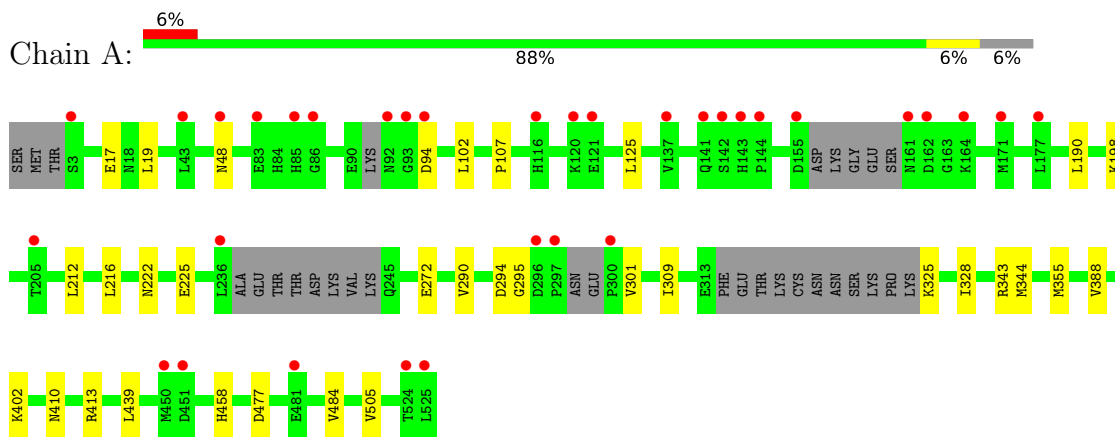 6%
Chain A:
88% 6% 6%
SER MET THR S3 E17 N18 L19 L43 N48 E83 H84 H85 G86 E90 LYS N92 G93 D94 L102 P107 H116 K120 E121 L125 V137 Q141 S142 H143 P144 D155 ASP LYS GLY GLU SER N161 D162 G163 K164 M171 L177 L190 K198
T205 L212 L216 N222 E225 L236 ALA GLU THR THR ASP LYS VAL LYS Q245 E272 V290 D294 G295 D296 P297 ASN GLU P300 V301 I309 E313 PHE GLU THR LYS CYS ASN ASN SER LYS PRO LYS K325 I328 R343 M344 M355 V388
K402 N410 R413 L439 M450 D451 H458 D477 E481 V484 V505 T524 L525